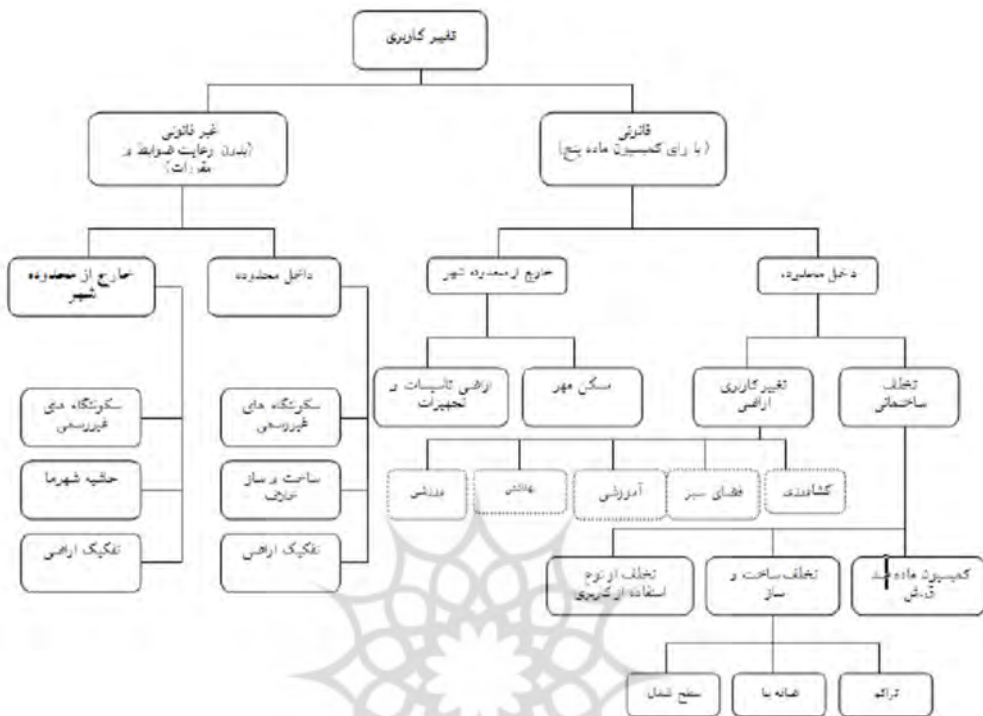 تغییر کاربری
قانونی
(با رای کمیسیون ماده پنج)
غیر قانونی
(بدون رعایت ضوابط و
مقررات)
داخل محدوده
خارج از محدوده شهر
داخل محدوده
خارج از محدوده
شهر
تخلف
ساختمانی
تغییر کاربری
اراضی
مسکن مهر
اراضی تاسیسات و
تجهیزات
سکونتگاه های
غیررسمی
سکونتگاه های
غیررسمی
کشاورزی
فضای سبز
آموزشی
ورزشی
ساخت و ساز
خلاف
حاشیه شهرها
کمیسیون ماده صد
تخلف ساخت و
ساز
تخلف از نوع
استفاده از کاربری
تفکیک اراضی
تفکیک اراضی
تراکم
سطح اشغال